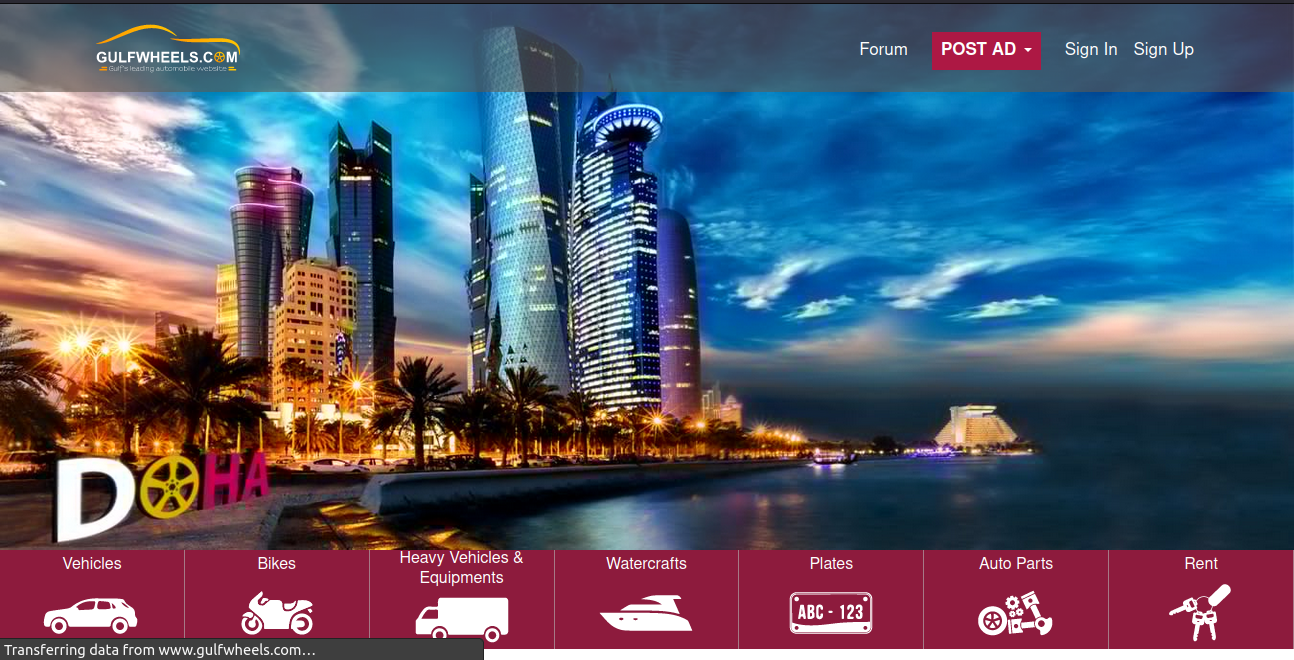 GULFWHEELS.COM
Gulf's leading automobile website
Forum
POST AD
Sign In
Sign Up
DOHA
Vehicles
Bikes
Heavy Vehicles &
Equipments
Watercrafts
Plates
Auto Parts
Rent
ABC - 123
Transferring data from www.gulfwheels.com…